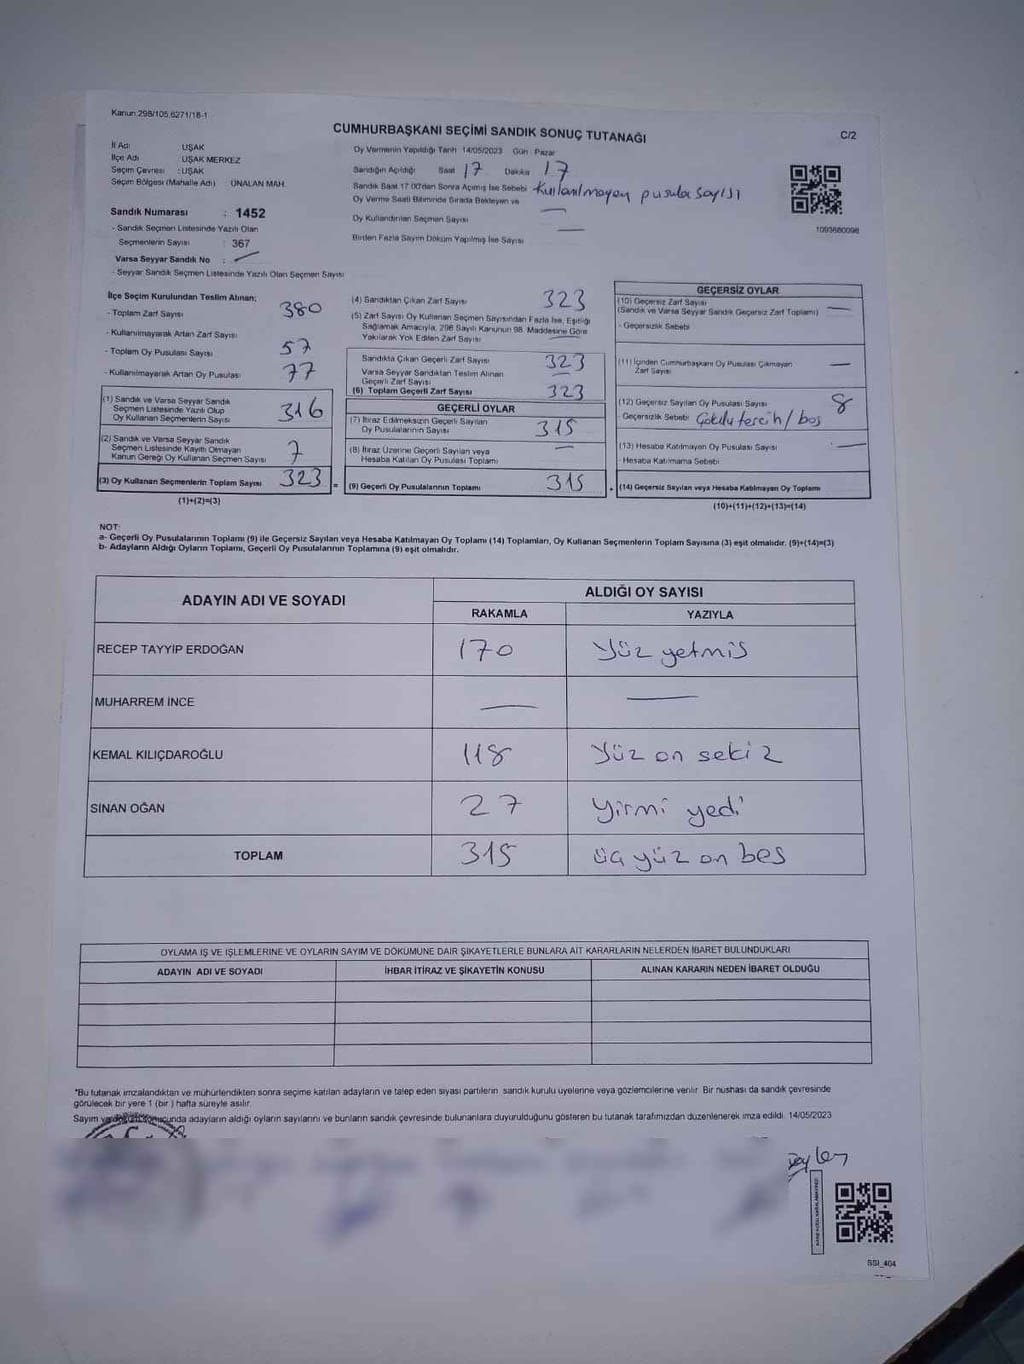 Kanun:298/105,6271/18-1
CUMHURBAŞKANI SEÇİMİ SANDIK SONUÇ TUTANAĞI
C/2
İl Adı UŞAK
İlçe Adı UŞAK MERKEZ
Seçim Çevresi : UŞAK
Seçim Bölgesi (Mahalle Adı) ÜNALAN MAH.
Oy Vermenin Yapıldığı Tarih 14/05/2023 Gün : Pazar
Sandığın Açıldığı Saat 17 Dakika 17
Sandık Saat 17.00'dan Sonra Açılmış İse Sebebi Kullanılmayan pusula sayısı
Oy Verme Saati Bitiminde Sırada Bekleyen ve
Oy Kullandırılan Seçmen Sayısı —
Birden Fazla Sayım Döküm Yapılmış İse Sayısı —
1093660098
Sandık Numarası : 1452
- Sandık Seçmen Listesinde Yazılı Olan
Seçmenlerin Sayısı : 367
Varsa Seyyar Sandık No :
- Seyyar Sandık Seçmen Listesinde Yazılı Olan Seçmen Sayısı
İlçe Seçim Kurulundan Teslim Alınan;
- Toplam Zarf Sayısı 380
- Kullanılmayarak Artan Zarf Sayısı 57
- Toplam Oy Pusulası Sayısı
- Kullanılmayarak Artan Oy Pusulası 77
(1) Sandık ve Varsa Seyyar Sandık
Seçmen Listesinde Yazılı Olup
Oy Kullanan Seçmenlerin Sayısı 316
(2) Sandık ve Varsa Seyyar Sandık
Seçmen Listesinde Kayıtlı Olmayan
Kanun Gereği Oy Kullanan Seçmen Sayısı 7
(3) Oy Kullanan Seçmenlerin Toplam Sayısı 323 =
(1)+(2)=(3)
(4) Sandıktan Çıkan Zarf Sayısı 323
(5) Zarf Sayısı Oy Kullanan Seçmen Sayısından Fazla İse, Eşitliği
Sağlamak Amacıyla, 298 Sayılı Kanunun 98. Maddesine Göre
Yakılarak Yok Edilen Zarf Sayısı —
Sandıkta Çıkan Geçerli Zarf Sayısı 323
Varsa Seyyar Sandıktan Teslim Alınan
Geçerli Zarf Sayısı —
(6) Toplam Geçerli Zarf Sayısı 323
GEÇERLİ OYLAR
(7) İtiraz Edilmeksizin Geçerli Sayılan
Oy Pusulalarının Sayısı 315
(8) İtiraz Üzerine Geçerli Sayılan veya
Hesaba Katılan Oy Pusulası Toplamı —
(9) Geçerli Oy Pusulalarının Toplamı 315 +
GEÇERSİZ OYLAR
(10) Geçersiz Zarf Sayısı
(Sandık ve Varsa Seyyar Sandık Geçersiz Zarf Toplamı) —
- Geçersizlik Sebebi
(11) İçinden Cumhurbaşkanı Oy Pusulası Çıkmayan
Zarf Sayısı —
(12) Geçersiz Sayılan Oy Pusulası Sayısı 8
- Geçersizlik Sebebi Çoklu tercih / boş
(13) Hesaba Katılmayan Oy Pusulası Sayısı : —
- Hesaba Katılmama Sebebi
(14) Geçersiz Sayılan veya Hesaba Katılmayan Oy Toplamı
(10)+(11)+(12)+(13)=(14)
NOT:
a- Geçerli Oy Pusulalarının Toplamı (9) ile Geçersiz Sayılan veya Hesaba Katılmayan Oy Toplamı (14) Toplamları, Oy Kullanan Seçmenlerin Toplam Sayısına (3) eşit olmalıdır. (9)+(14)=(3)
b- Adayların Aldığı Oyların Toplamı, Geçerli Oy Pusulalarının Toplamına (9) eşit olmalıdır.
ADAYIN ADI VE SOYADI
ALDIĞI OY SAYISI
RAKAMLA YAZIYLA
RECEP TAYYİP ERDOĞAN 170 Yüz yetmis
MUHARREM İNCE — —
KEMAL KILIÇDAROĞLU 118 Yüz on sekiz
SİNAN OĞAN 27 Yirmi yedi
TOPLAM 315 üç yüz on bes
OYLAMA İŞ VE İŞLEMLERİNE VE OYLARIN SAYIM VE DÖKÜMÜNE DAİR ŞİKAYETLERLE BUNLARA AİT KARARLARIN NELERDEN İBARET BULUNDUKLARI
ADAYIN ADI VE SOYADI İHBAR İTİRAZ VE ŞİKAYETİN KONUSU ALINAN KARARIN NEDEN İBARET OLDUĞU
*Bu tutanak imzalandıktan ve mühürlendikten sonra seçime katılan adayların ve talep eden siyasi partilerin sandık kurulu üyelerine veya gözlemcilerine verilir. Bir nushası da sandık çevresinde
görülecek bir yere 1 (bir ) hafta süreyle asılır.
Sayım ve döküm sonucunda adayların aldığı oyların sayılarını ve bunların sandık çevresinde bulunanlara duyurulduğunu gösteren bu tutanak tarafımızdan düzenlenerek imza edildi. 14/05/2023
SSI_404